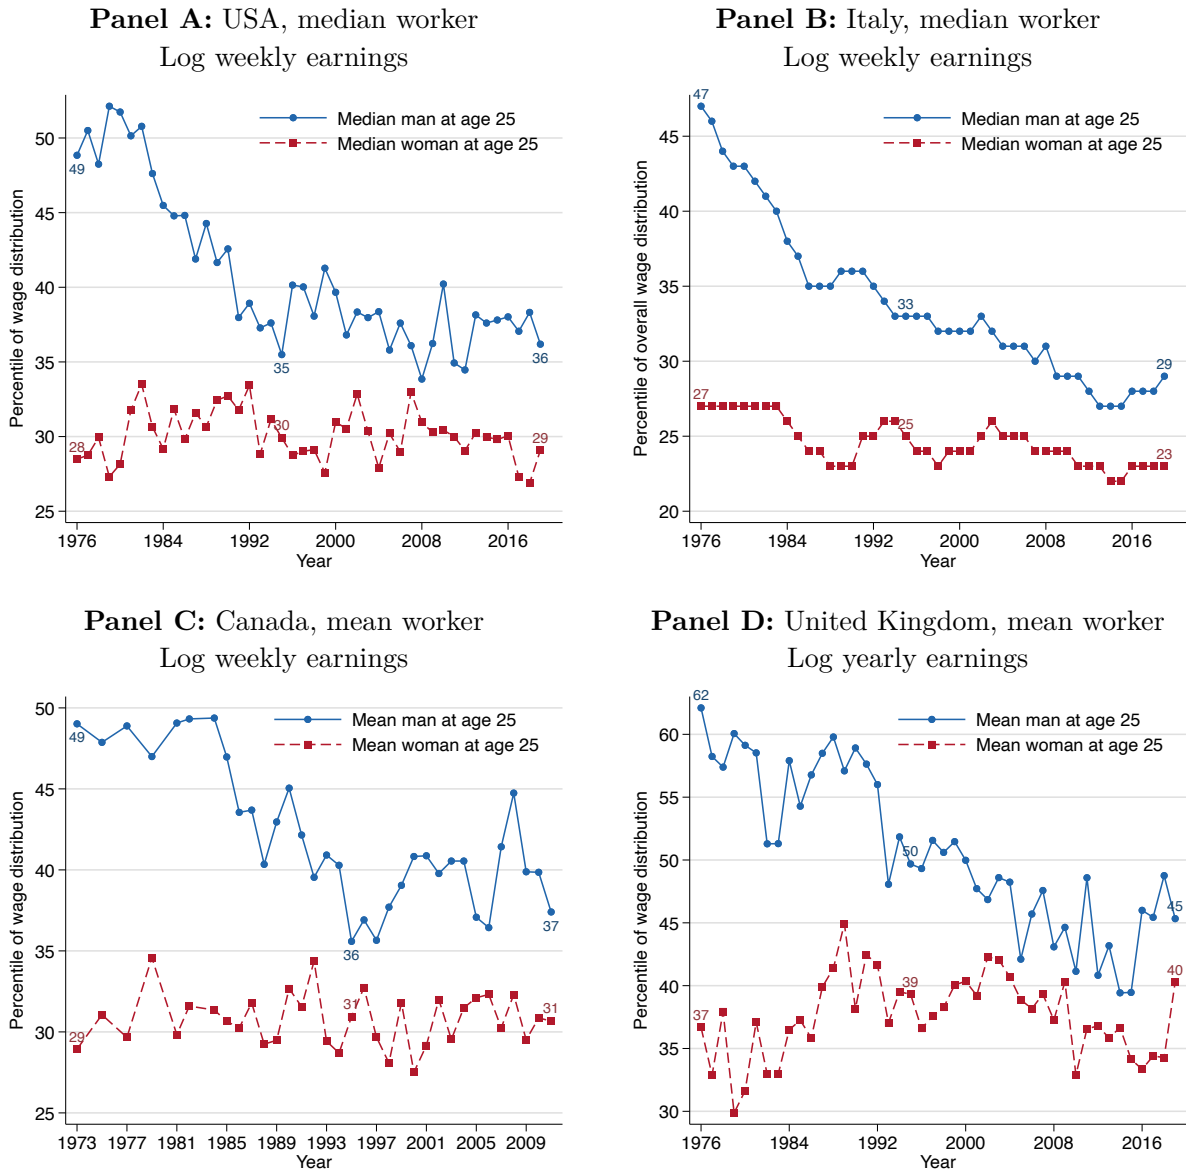 Panel A: USA, median worker
Log weekly earnings
Percentile of wage distribution
50
45
40
35
30
25
Median man at age 25
Median woman at age 25
49
35
36
28
30
29
1976 1984 1992 2000 2008 2016
Year
Panel B: Italy, median worker
Log weekly earnings
Percentile of overall wage distribution
45
40
35
30
25
20
Median man at age 25
Median woman at age 25
47
33
29
27
25
23
1976 1984 1992 2000 2008 2016
Year
Panel C: Canada, mean worker
Log weekly earnings
Percentile of wage distribution
50
45
40
35
30
25
Mean man at age 25
Mean woman at age 25
49
36
37
29
31
31
1973 1977 1981 1985 1989 1993 1997 2001 2005 2009
Year
Panel D: United Kingdom, mean worker
Log yearly earnings
Percentile of wage distribution
60
55
50
45
40
35
30
Mean man at age 25
Mean woman at age 25
62
50
45
37
39
40
1976 1984 1992 2000 2008 2016
Year